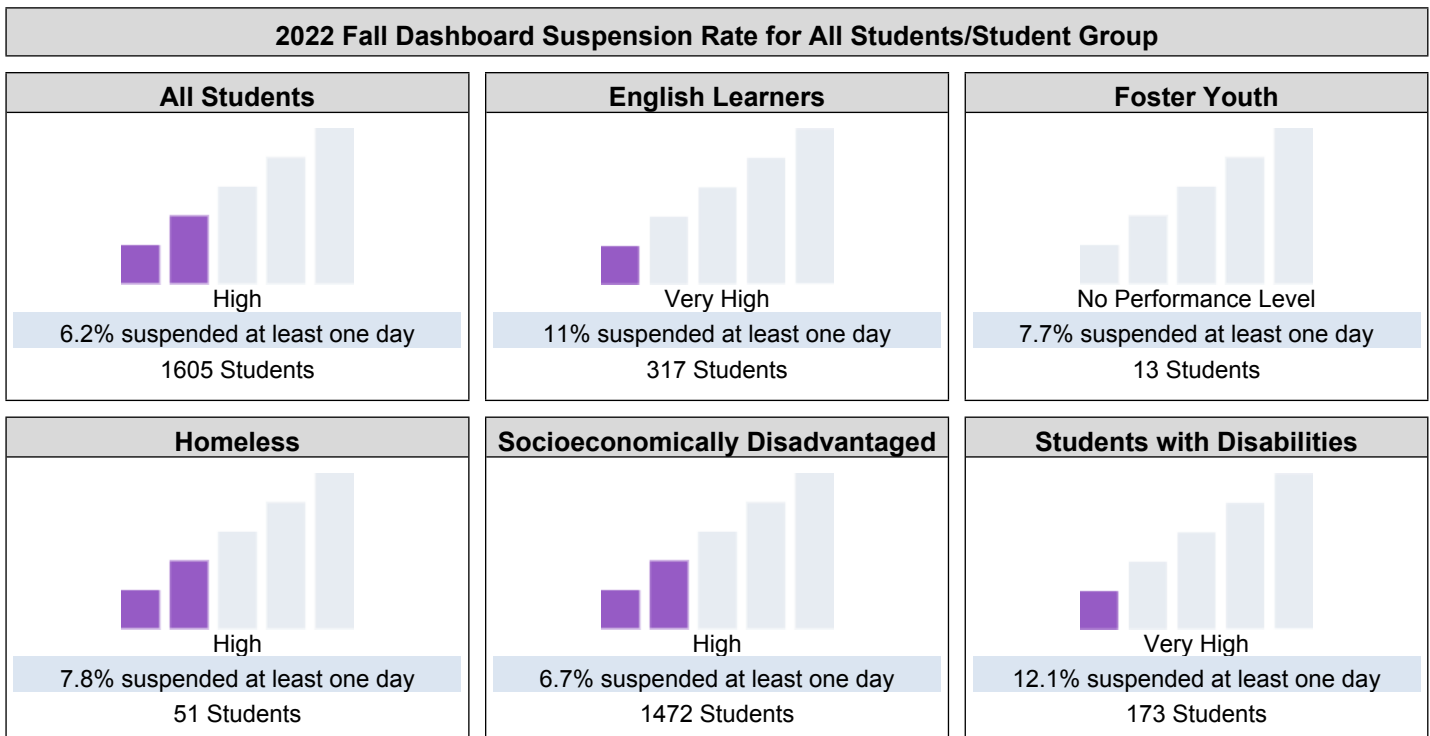 2022 Fall Dashboard Suspension Rate for All Students/Student Group
All Students
High
6.2% suspended at least one day
1605 Students
English Learners
Very High
11% suspended at least one day
317 Students
Foster Youth
No Performance Level
7.7% suspended at least one day
13 Students
Homeless
High
7.8% suspended at least one day
51 Students
Socioeconomically Disadvantaged
High
6.7% suspended at least one day
1472 Students
Students with Disabilities
Very High
12.1% suspended at least one day
173 Students